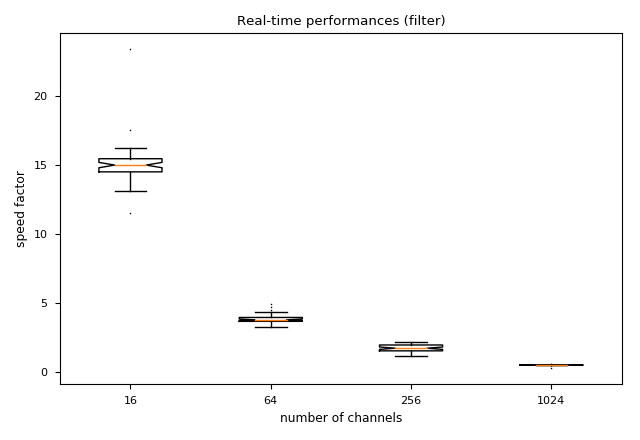 Real-time performances (filter)
speed factor
20
15
10
5
0
16 64 256 1024
number of channels